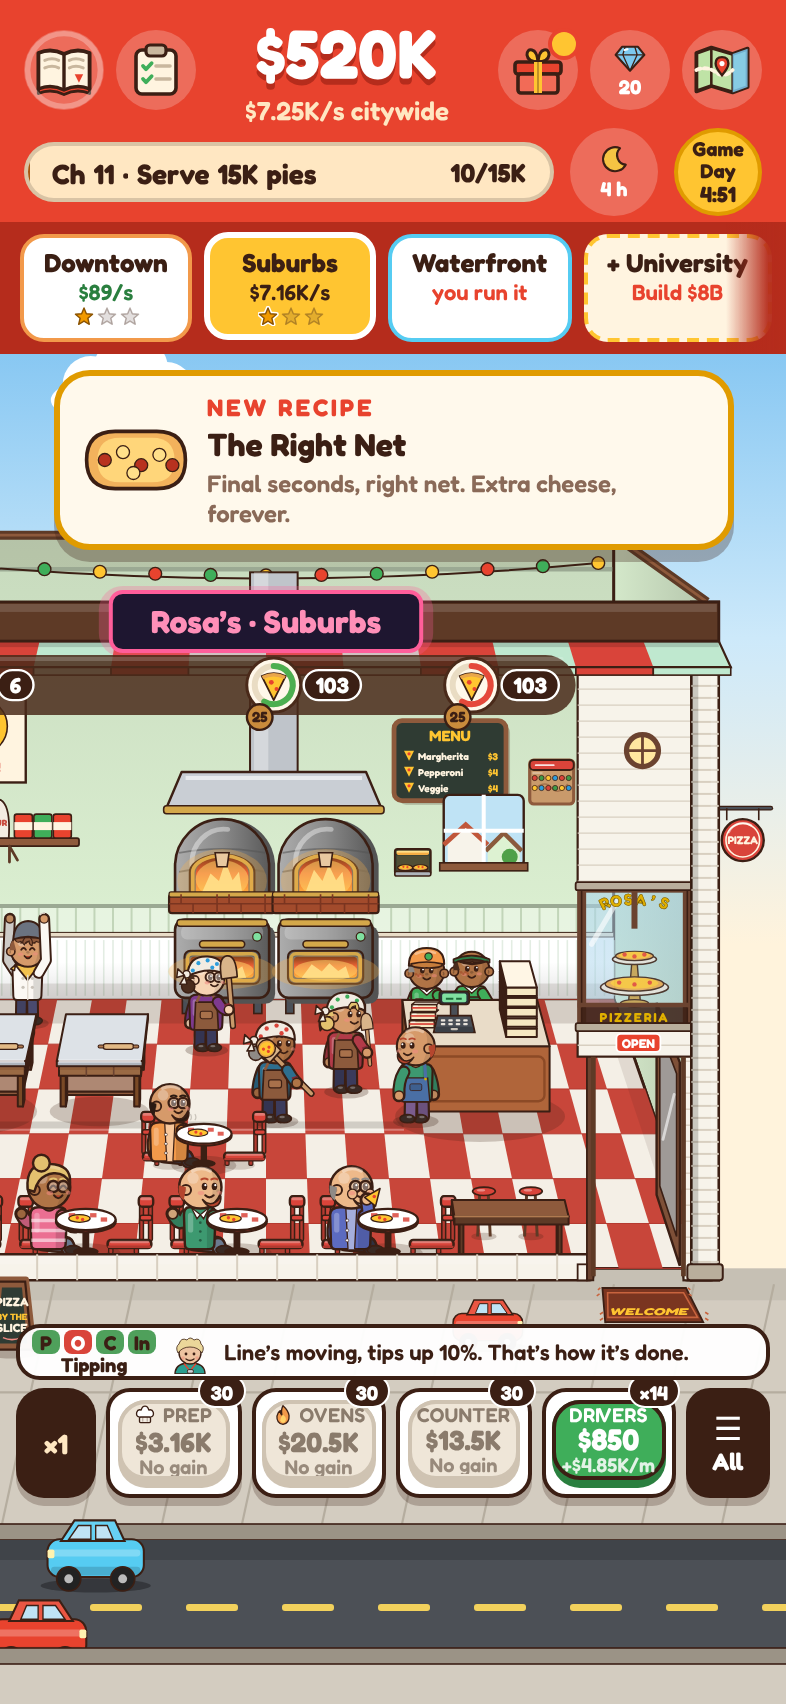 $520K
$7.25K/s citywide
20
Ch 11 · Serve 15K pies 10/15K
4 h
Game Day 4:51
Downtown
$89/s
Suburbs
$7.16K/s
Waterfront
you run it
+ University
Build $8B
NEW RECIPE
The Right Net
Final seconds, right net. Extra cheese,
forever.
Rosa's · Suburbs
6
103
103
25
25
MENU
Margherita $3
Pepperoni $4
Veggie $4
PIZZA
ROSA'S
PIZZERIA
OPEN
WELCOME
PIZZA
BY THE
SLICE
P O C In
Tipping
Line's moving, tips up 10%. That's how it's done.
x1
30
PREP
$3.16K
No gain
30
OVENS
$20.5K
No gain
30
COUNTER
$13.5K
No gain
x14
DRIVERS
$850
+$4.85K/m
All